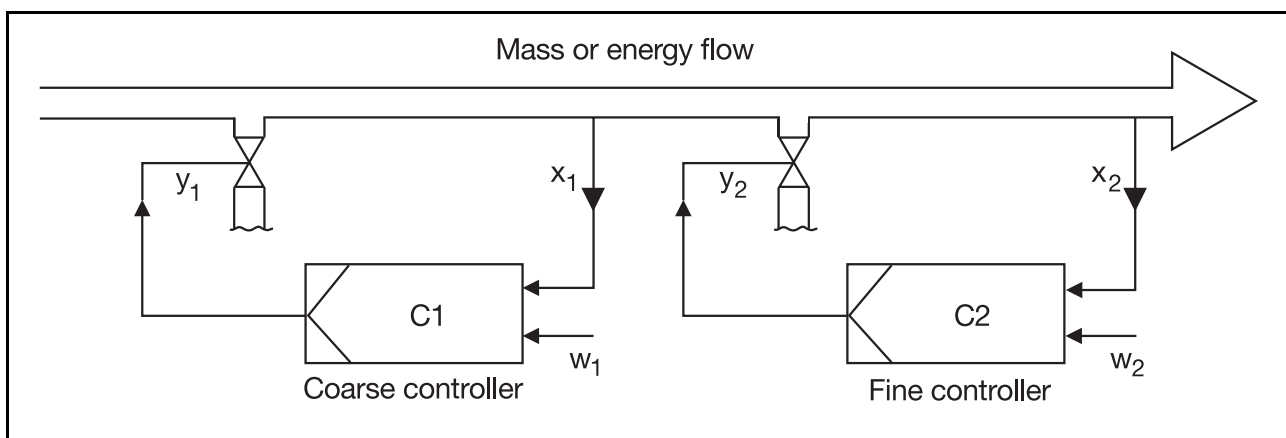 Mass or energy flow
y₁
x₁
y₂
x₂
C1
C2
w₁
w₂
Coarse controller
Fine controller